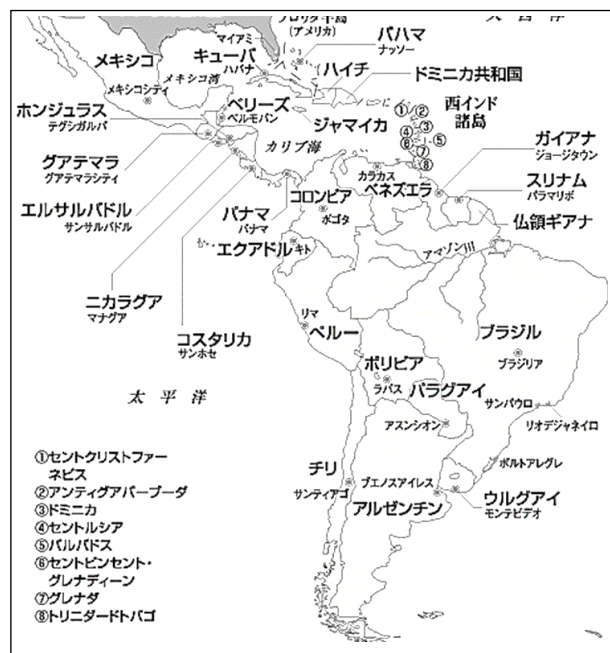 フロリダ半島
(アメリカ)
大西洋
マイアミ
バハマ
ナッソー
メキシコ
キューバ
ハバナ
メキシコ湾
メキシコシティ
ハイチ
ドミニカ共和国
ホンジュラス
テグシガルパ
ベリーズ
ベルモパン
ジャマイカ
①
②
③
④
⑤
⑥
⑦
⑧
西インド
諸島
カリブ海
ガイアナ
ジョージタウン
グアテマラ
グアテマラシティ
カラカス
ベネズエラ
スリナム
パラマリボ
エルサルバドル
サンサルバドル
パナマ
パナマ
コロンビア
ボゴタ
仏領ギアナ
エクアドル
キト
アマゾン川
ニカラグア
マナグア
コスタリカ
サンホセ
リマ
ペルー
ブラジル
ブラジリア
ボリビア
ラパス
パラグアイ
アスンシオン
サンパウロ
リオデジャネイロ
太平洋
ポルトアレグレ
チリ
サンティアゴ
ブエノスアイレス
アルゼンチン
ウルグアイ
モンテビデオ
①セントクリストファー
ネビス
②アンティグアバーブーダ
③ドミニカ
④セントルシア
⑤バルバドス
⑥セントビンセント・
グレナディーン
⑦グレナダ
⑧トリニダードトバゴ